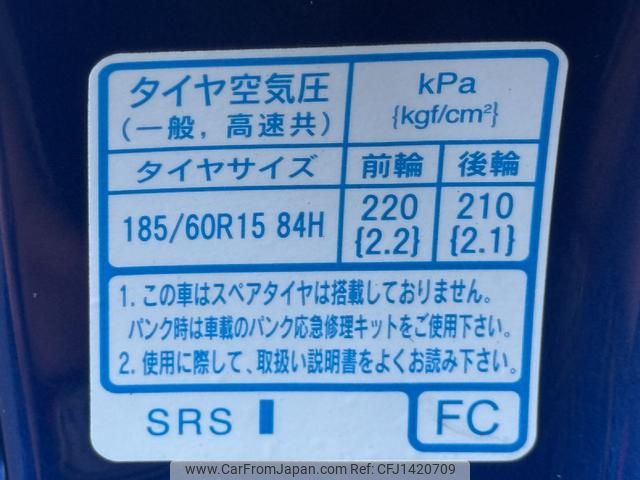 タイヤ空気圧
(一般, 高速共)
kPa
{kgf/cm²}
タイヤサイズ 前輪 後輪
185/60R15 84H 220 {2.2} 210 {2.1}
1. この車はスペアタイヤは搭載しておりません。
パンク時は車載のパンク応急修理キットをご使用下さい。
2. 使用に際して、取扱い説明書をよくお読み下さい。
SRS FC
www.CarFromJapan.com CFJ1420709